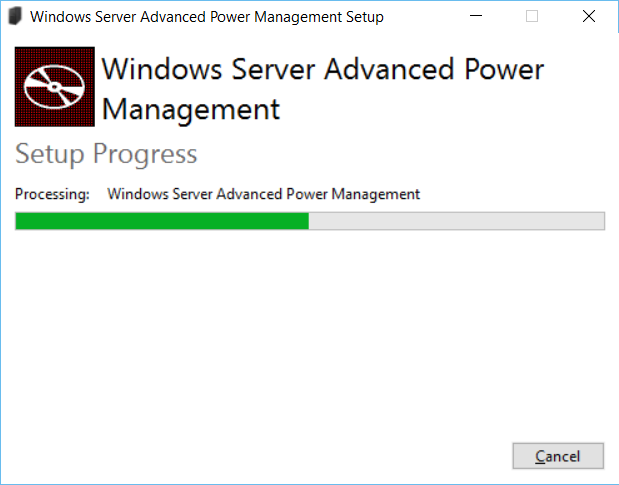 Windows Server Advanced Power Management Setup
Windows Server Advanced Power
Management
Setup Progress
Processing: Windows Server Advanced Power Management
Cancel